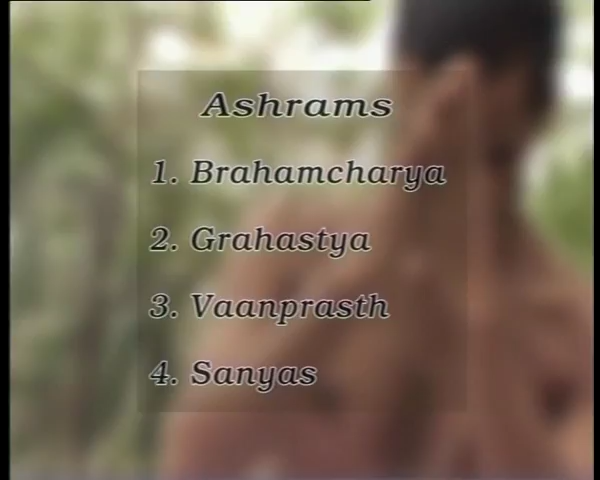 Ashrams
1. Brahamcharya
2. Grahastya
3. Vaanprasth
4. Sanyas